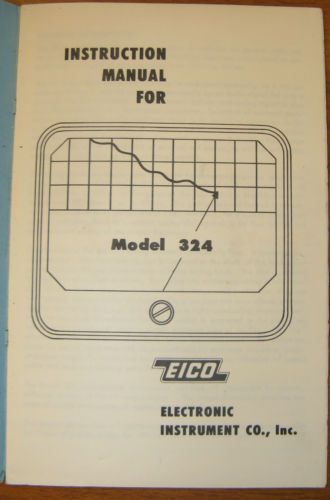 INSTRUCTION
MANUAL
FOR
Model 324
EICO
ELECTRONIC
INSTRUMENT CO., Inc.